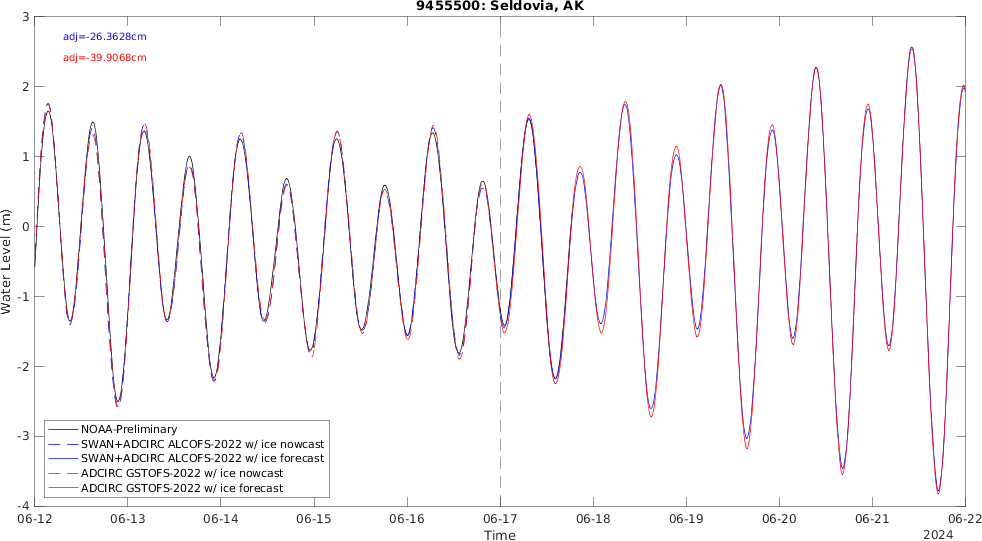 9455500: Seldovia, AK
adj=-26.3628cm
adj=-39.9068cm
3
2
1
0
-1
-2
-3
-4
Water Level (m)
NOAA-Preliminary
SWAN+ADCIRC ALCOFS-2022 w/ ice nowcast
SWAN+ADCIRC ALCOFS-2022 w/ ice forecast
ADCIRC GSTOFS-2022 w/ ice nowcast
ADCIRC GSTOFS-2022 w/ ice forecast
06-12 06-13 06-14 06-15 06-16 06-17 06-18 06-19 06-20 06-21 06-22
Time
2024